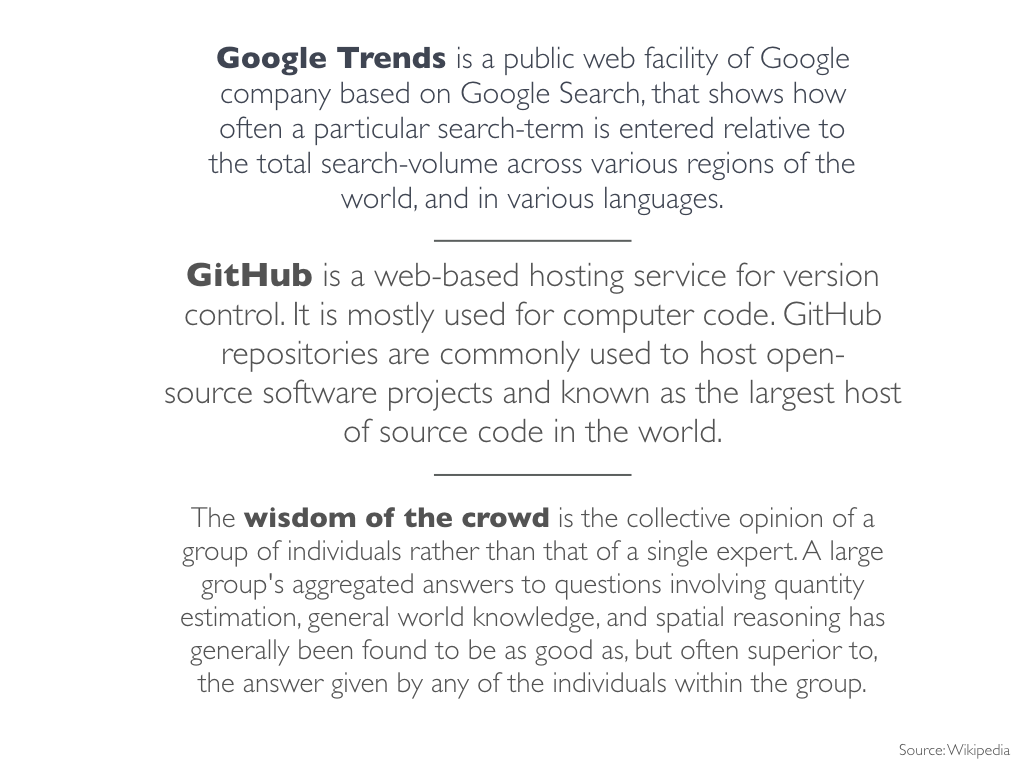 Google Trends is a public web facility of Google
company based on Google Search, that shows how
often a particular search-term is entered relative to
the total search-volume across various regions of the
world, and in various languages.
GitHub is a web-based hosting service for version
control. It is mostly used for computer code. GitHub
repositories are commonly used to host open-
source software projects and known as the largest host
of source code in the world.
The wisdom of the crowd is the collective opinion of a
group of individuals rather than that of a single expert. A large
group's aggregated answers to questions involving quantity
estimation, general world knowledge, and spatial reasoning has
generally been found to be as good as, but often superior to,
the answer given by any of the individuals within the group.
Source: Wikipedia